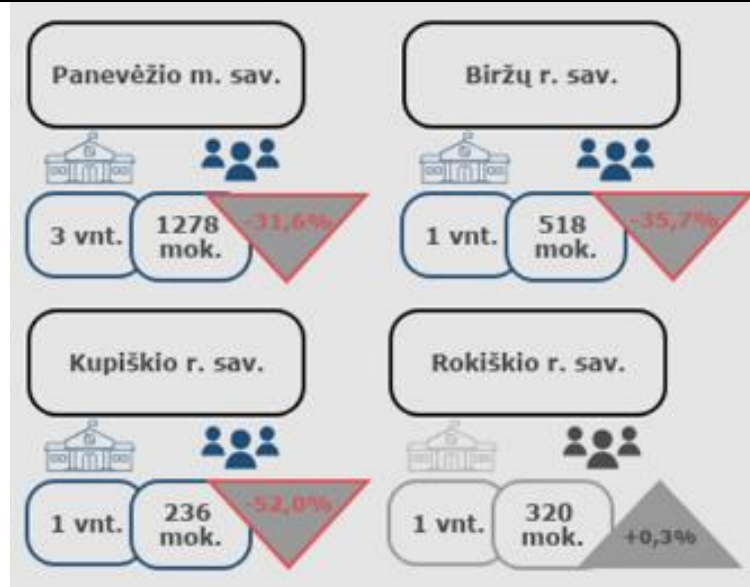 Panevėžio m. sav.
Biržų r. sav.
3 vnt.
1278
mok.
-31,6%
1 vnt.
518
mok.
-35,7%
Kupiškio r. sav.
Rokiškio r. sav.
1 vnt.
236
mok.
-52,0%
1 vnt.
320
mok.
+0,3%